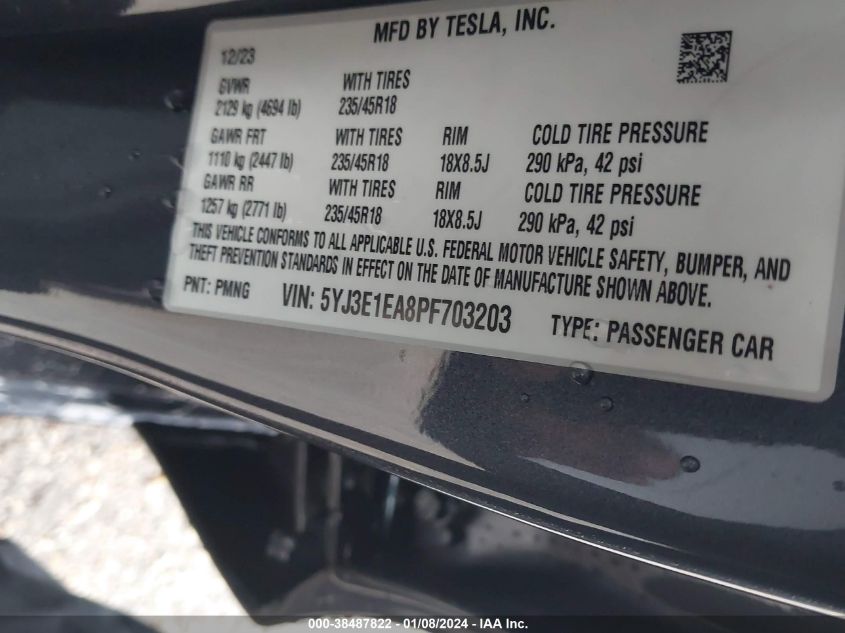 MFD BY TESLA, INC.
12/23
GVWR WITH TIRES
2129 kg (4694 lb) 235/45R18
GAWR FRT WITH TIRES RIM COLD TIRE PRESSURE
1110 kg (2447 lb) 235/45R18 18X8.5J 290 kPa, 42 psi
GAWR RR WITH TIRES RIM COLD TIRE PRESSURE
1257 kg (2771 lb) 235/45R18 18X8.5J 290 kPa, 42 psi
THIS VEHICLE CONFORMS TO ALL APPLICABLE U.S. FEDERAL MOTOR VEHICLE SAFETY, BUMPER, AND
THEFT PREVENTION STANDARDS IN EFFECT ON THE DATE OF MANUFACTURE SHOWN ABOVE.
PNT: PMNG VIN: 5YJ3E1EA8PF703203 TYPE: PASSENGER CAR
000-38487822 - 01/08/2024 - IAA Inc.